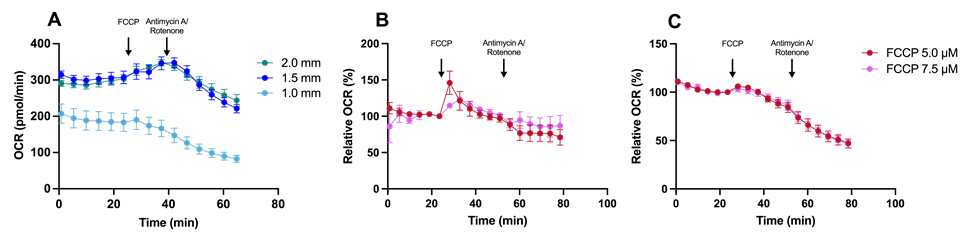 A
FCCP
Antimycin A/
Rotenone
OCR (pmol/min)
400
300
200
100
0
0
20
40
60
80
Time (min)
2.0 mm
1.5 mm
1.0 mm
B
FCCP
Antimycin A/
Rotenone
Relative OCR (%)
200
150
100
50
0
0
20
40
60
80
100
Time (min)
C
FCCP
Antimycin A/
Rotenone
Relative OCR (%)
150
100
50
0
0
20
40
60
80
100
Time (min)
FCCP 5.0 µM
FCCP 7.5 µM